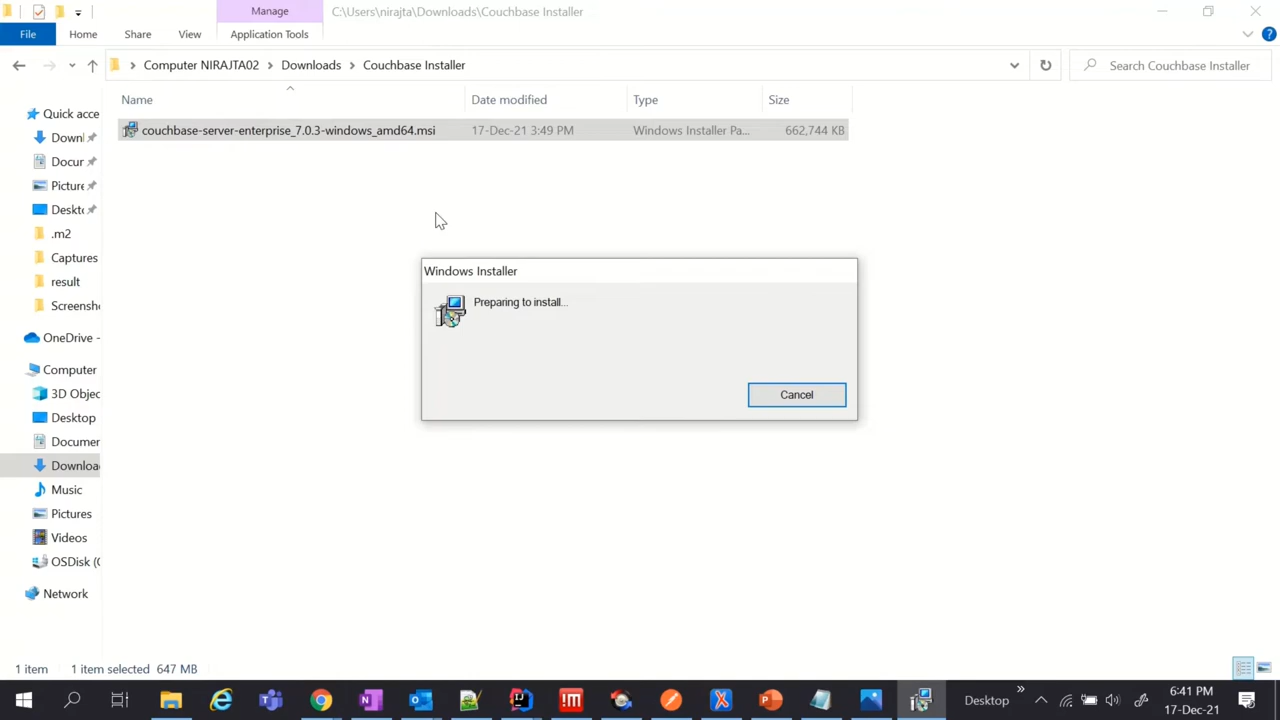 Manage
C:\Users\nirajta\Downloads\Couchbase Installer
File
Home
Share
View
Application Tools
Computer NIRAJTA02
Downloads
Couchbase Installer
Search Couchbase Installer
Name
Date modified
Type
Size
couchbase-server-enterprise_7.0.3-windows_amd64.msi
17-Dec-21 3:49 PM
Windows Installer Pa...
662,744 KB
Quick acce
Downl
Docur
Picture
Deskto
.m2
Captures
result
Screensho
OneDrive -
Computer
3D Objec
Desktop
Documer
Downloa
Music
Pictures
Videos
OSDisk (C
Network
Windows Installer
Preparing to install...
Cancel
1 item
1 item selected 647 MB
Desktop
6:41 PM
17-Dec-21